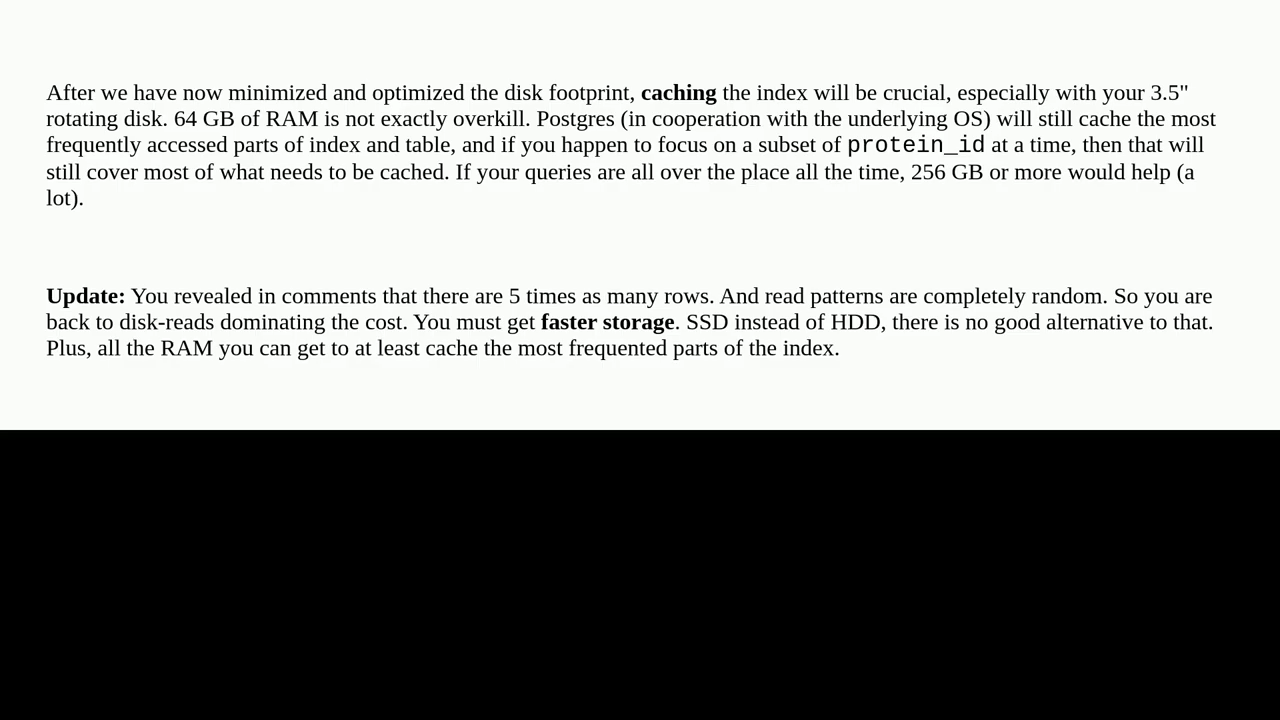 After we have now minimized and optimized the disk footprint, caching the index will be crucial, especially with your 3.5"
rotating disk. 64 GB of RAM is not exactly overkill. Postgres (in cooperation with the underlying OS) will still cache the most
frequently accessed parts of index and table, and if you happen to focus on a subset of protein_id at a time, then that will
still cover most of what needs to be cached. If your queries are all over the place all the time, 256 GB or more would help (a
lot).
Update: You revealed in comments that there are 5 times as many rows. And read patterns are completely random. So you are
back to disk-reads dominating the cost. You must get faster storage. SSD instead of HDD, there is no good alternative to that.
Plus, all the RAM you can get to at least cache the most frequented parts of the index.